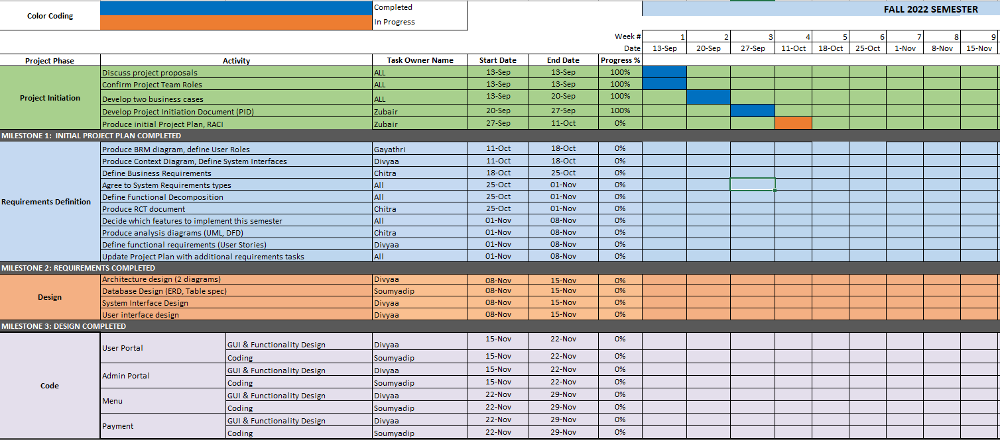 Color Coding
Completed
In Progress
FALL 2022 SEMESTER
Week # 1 2 3 4 5 6 7 8 9
Date 13-Sep 20-Sep 27-Sep 11-Oct 18-Oct 25-Oct 1-Nov 8-Nov 15-Nov
Project Phase Activity Task Owner Name Start Date End Date Progress %
Project Initiation
Discuss project proposals ALL 13-Sep 13-Sep 100%
Confirm Project Team Roles ALL 13-Sep 13-Sep 100%
Develop two business cases ALL 13-Sep 20-Sep 100%
Develop Project Initiation Document (PID) Zubair 20-Sep 27-Sep 100%
Produce initial Project Plan, RACI Zubair 27-Sep 11-Oct 0%
MILESTONE 1: INITIAL PROJECT PLAN COMPLETED
Requirements Definition
Produce BRM diagram, define User Roles Gayathri 11-Oct 18-Oct 0%
Produce Context Diagram, Define System Interfaces Divyaa 11-Oct 18-Oct 0%
Define Business Requirements Chitra 18-Oct 25-Oct 0%
Agree to System Requirements types All 25-Oct 01-Nov 0%
Define Functional Decomposition All 25-Oct 01-Nov 0%
Produce RCT document Chitra 25-Oct 01-Nov 0%
Decide which features to implement this semester All 01-Nov 08-Nov 0%
Produce analysis diagrams (UML, DFD) Chitra 01-Nov 08-Nov 0%
Define functional requirements (User Stories) Divyaa 01-Nov 08-Nov 0%
Update Project Plan with additional requirements tasks All 01-Nov 08-Nov 0%
MILESTONE 2: REQUIREMENTS COMPLETED
Design
Architecture design (2 diagrams) Divyaa 08-Nov 15-Nov 0%
Database Design (ERD, Table spec) Soumyadip 08-Nov 15-Nov 0%
System Interface Design Divyaa 08-Nov 15-Nov 0%
User interface design Divyaa 08-Nov 15-Nov 0%
MILESTONE 3: DESIGN COMPLETED
Code
User Portal
GUI & Functionality Design Divyaa 15-Nov 22-Nov 0%
Coding Soumyadip 15-Nov 22-Nov 0%
Admin Portal
GUI & Functionality Design Divyaa 15-Nov 22-Nov 0%
Coding Soumyadip 15-Nov 22-Nov 0%
Menu
GUI & Functionality Design Divyaa 22-Nov 29-Nov 0%
Coding Soumyadip 22-Nov 29-Nov 0%
Payment
GUI & Functionality Design Divyaa 22-Nov 29-Nov 0%
Coding Soumyadip 22-Nov 29-Nov 0%